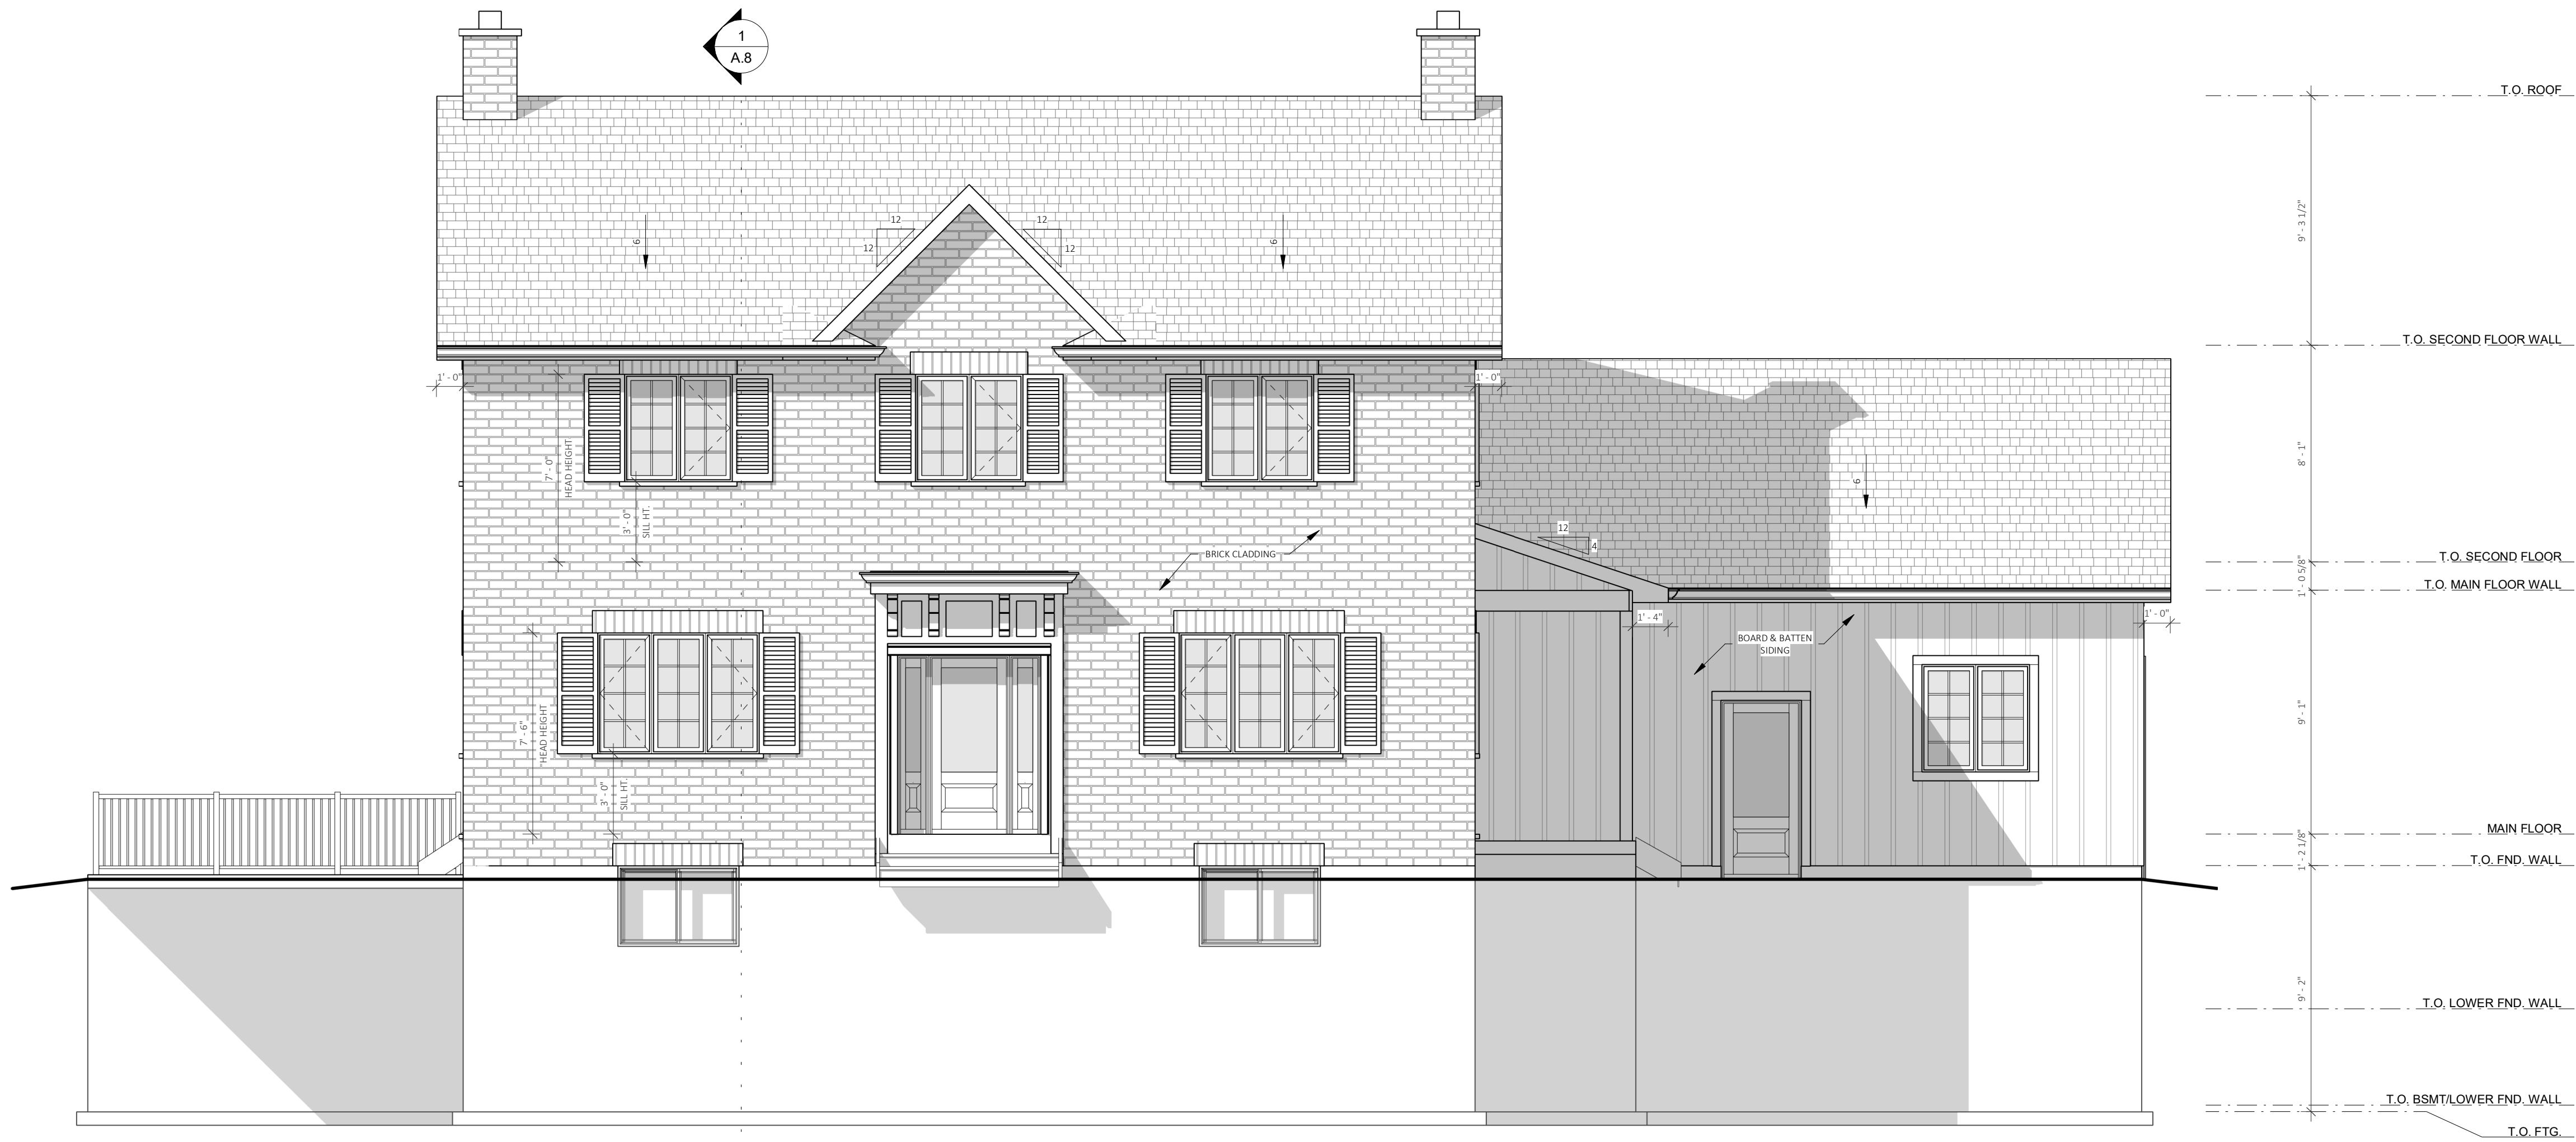 1
A.8
T.O. ROOF
9' - 3 1/2"
12
12
12
12
6
6
T.O. SECOND FLOOR WALL
1' - 0"
1' - 0"
7' - 0"
HEAD HEIGHT
3' - 0"
SILL HT.
8' - 1"
6
12
4
BRICK CLADDING
T.O. SECOND FLOOR
1' - 0 5/8"
T.O. MAIN FLOOR WALL
1' - 4"
1' - 0"
BOARD & BATTEN
SIDING
7' - 6"
HEAD HEIGHT
3' - 0"
SILL HT.
9' - 1"
MAIN FLOOR
1' - 2 1/8"
T.O. FND. WALL
9' - 2"
T.O. LOWER FND. WALL
T.O. BSMT/LOWER FND. WALL
T.O. FTG.